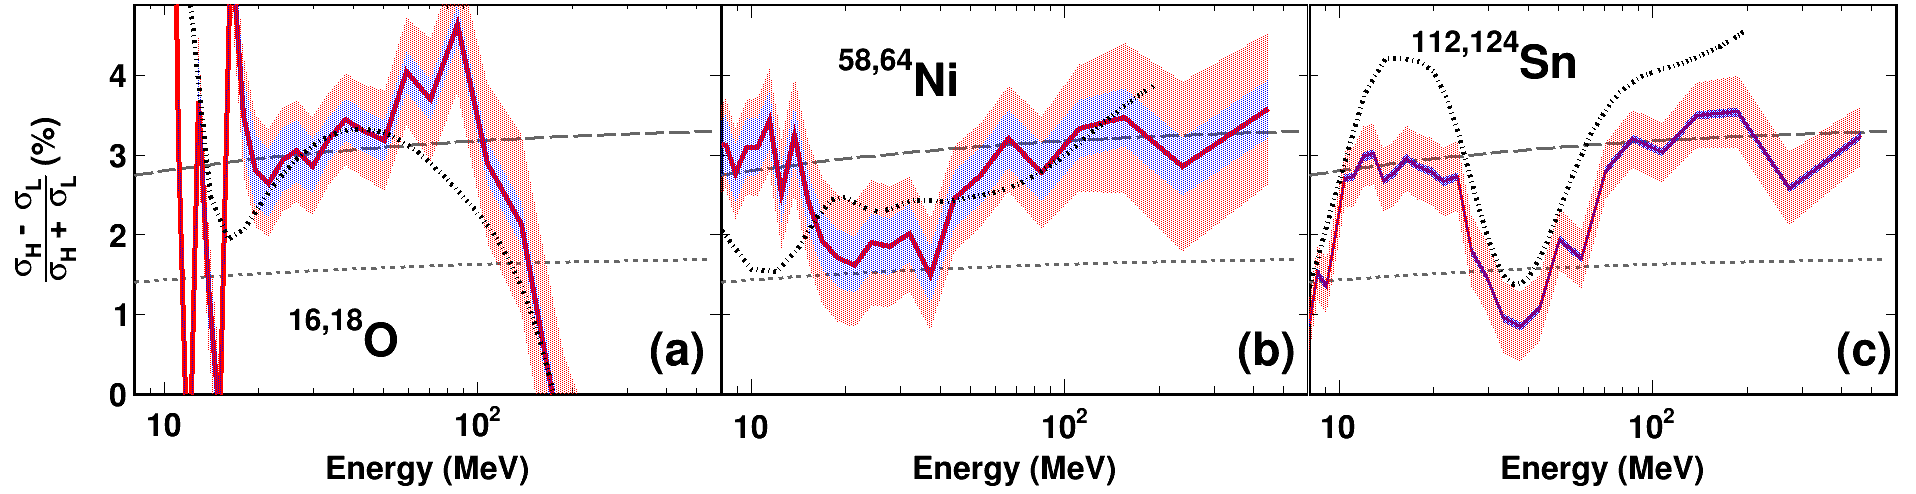 σH - σL
σH + σL
(%)
4
3
2
1
0
16,18O
(a)
10
10²
Energy (MeV)
58,64Ni
(b)
10
10²
Energy (MeV)
112,124Sn
(c)
10
10²
Energy (MeV)